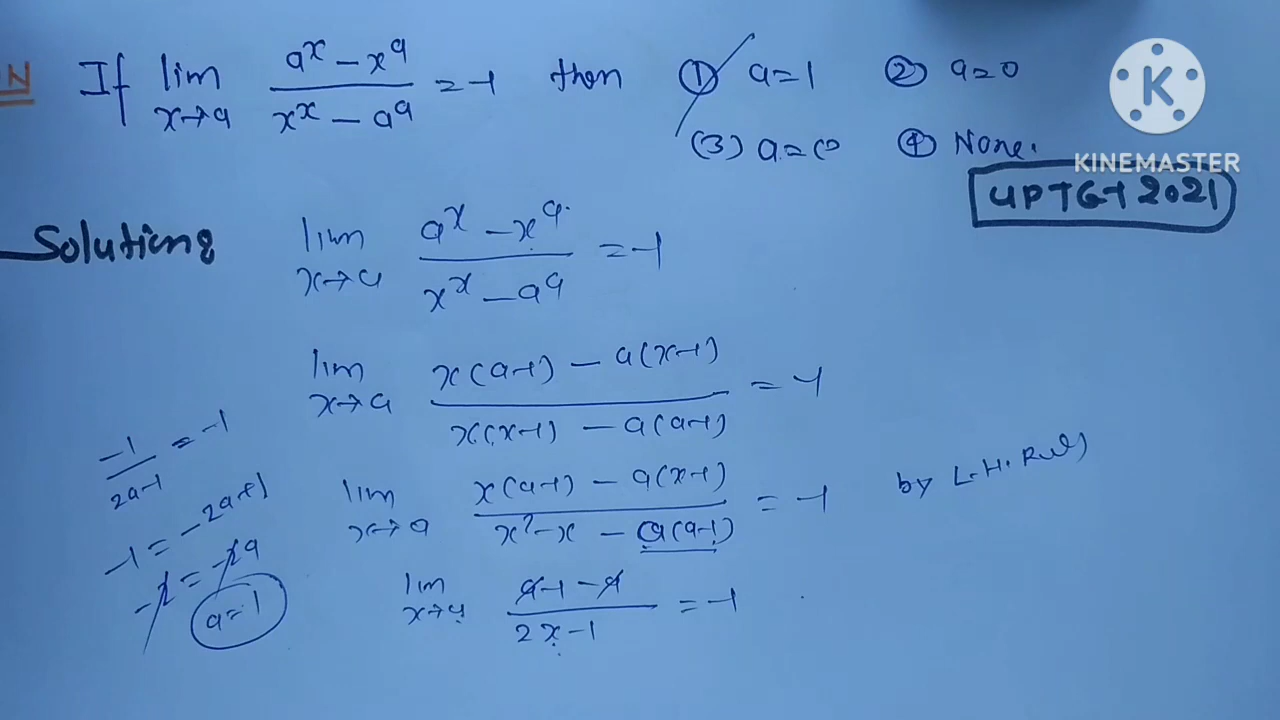 N If lim x→a (a^x − x^a)/(x^x − a^a) = −1 then (1) a=1 (2) a=0
(3) a=e (4) None.
KINEMASTER
UPTGT 2021
Solution: lim x→a (a^x − x^a)/(x^x − a^a) = −1
lim x→a (x(a−1) − a(x−1))/(x(x−1) − a(a−1)) = −1
lim x→a (x(a−1) − a(x−1))/(x² − x − a(a−1)) = −1 by L.H. Rule
lim x→a (a−1−a)/(2x−1) = −1
−1/(2a−1) = −1
−1 = −2a+1
−2 = −2a
a=1